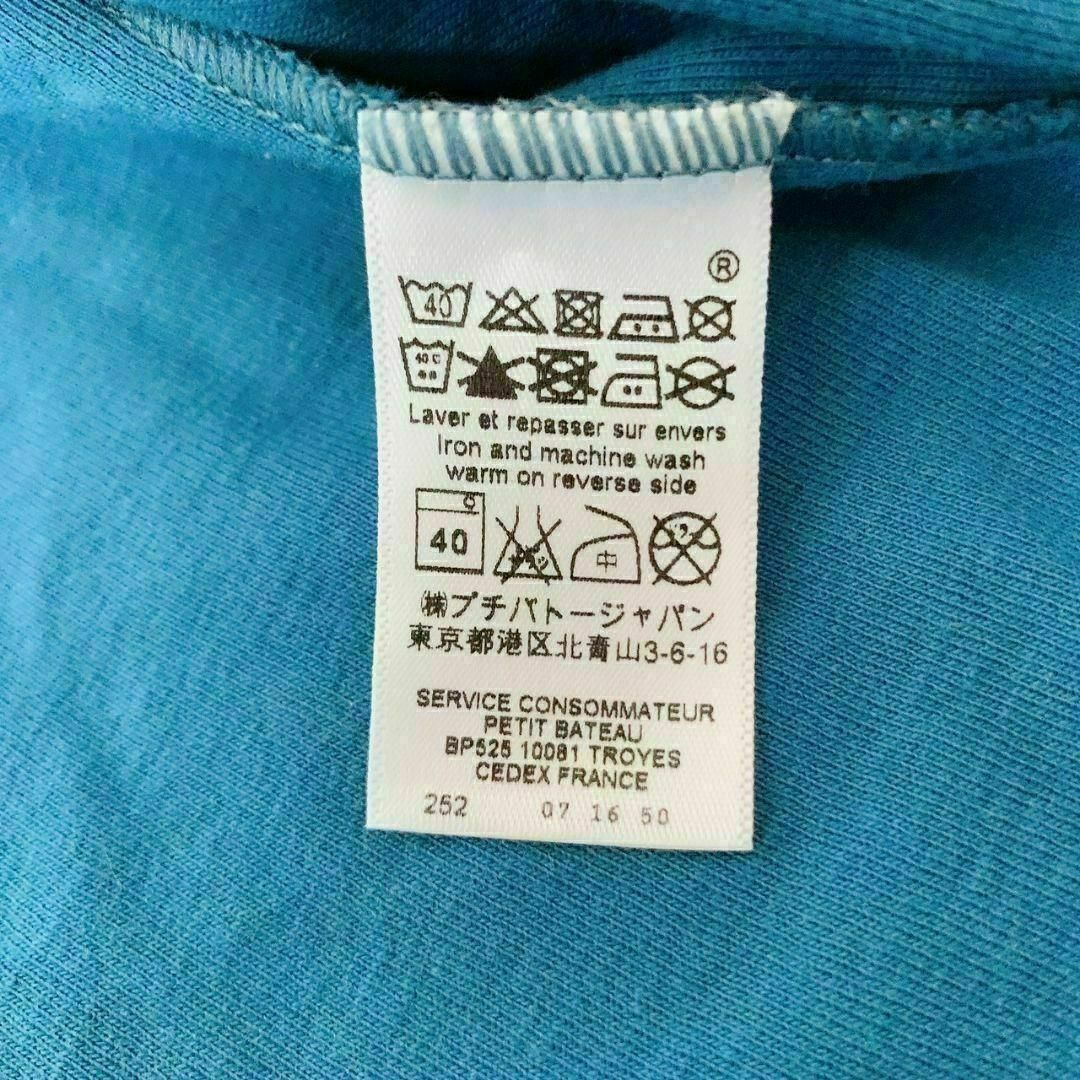 ®
40
40 C
Laver et repasser sur envers
Iron and machine wash
warm on reverse side
40 中
㈱プチバトージャパン
東京都港区北青山3-6-16
SERVICE CONSOMMATEUR
PETIT BATEAU
BP525 10081 TROYES
CEDEX FRANCE
252 07 16 50